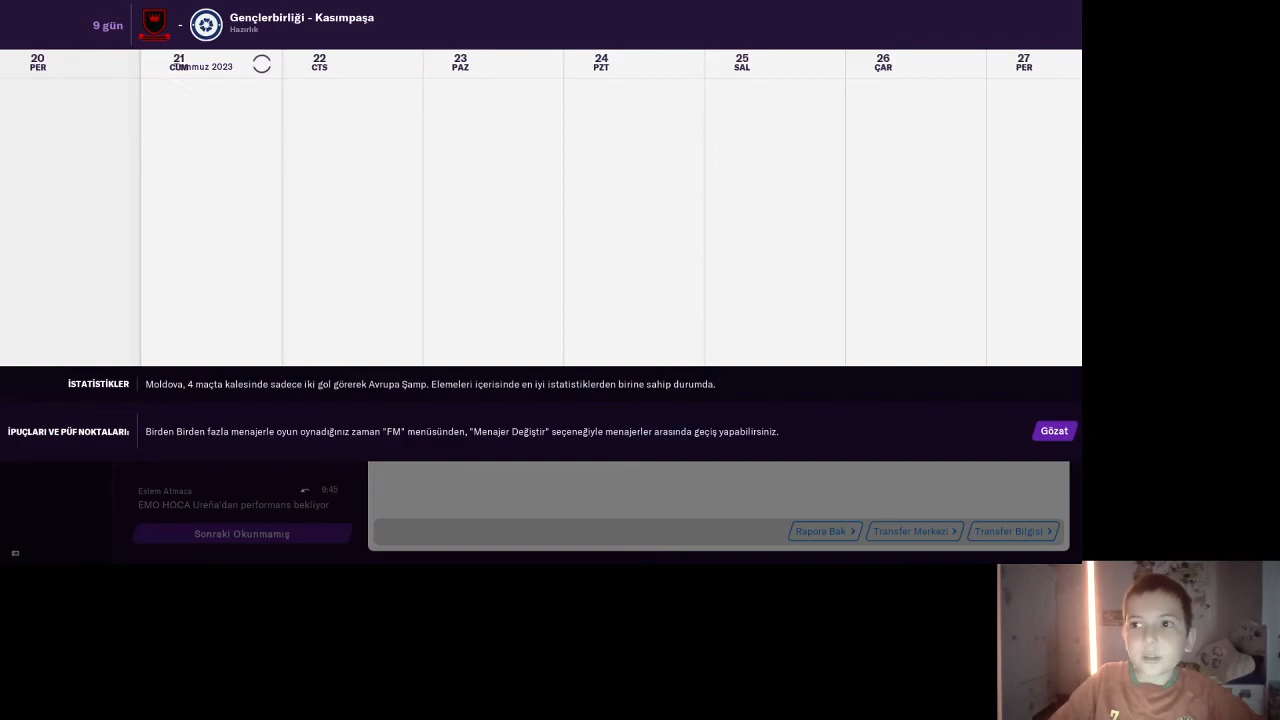 9 gün
-
Gençlerbirliği - Kasımpaşa
Hazırlık
20 21 22 23 24 25 26 27
PER CUM Temmuz 2023 CTS PAZ PZT SAL ÇAR PER
İSTATİSTİKLER
Moldova, 4 maçta kalesinde sadece iki gol görerek Avrupa Şamp. Elemeleri içerisinde en iyi istatistiklerden birine sahip durumda.
İPUÇLARI VE PÜF NOKTALARI:
Birden Birden fazla menajerle oyun oynadığınız zaman "FM" menüsünden, "Menajer Değiştir" seçeneğiyle menajerler arasında geçiş yapabilirsiniz.
Gözat
Eslem Atmaca 9:45
EMO HOCA Ureña'dan performans bekliyor
Sonraki Okunmamış
Rapora Bak Transfer Merkezi Transfer Bilgisi
7